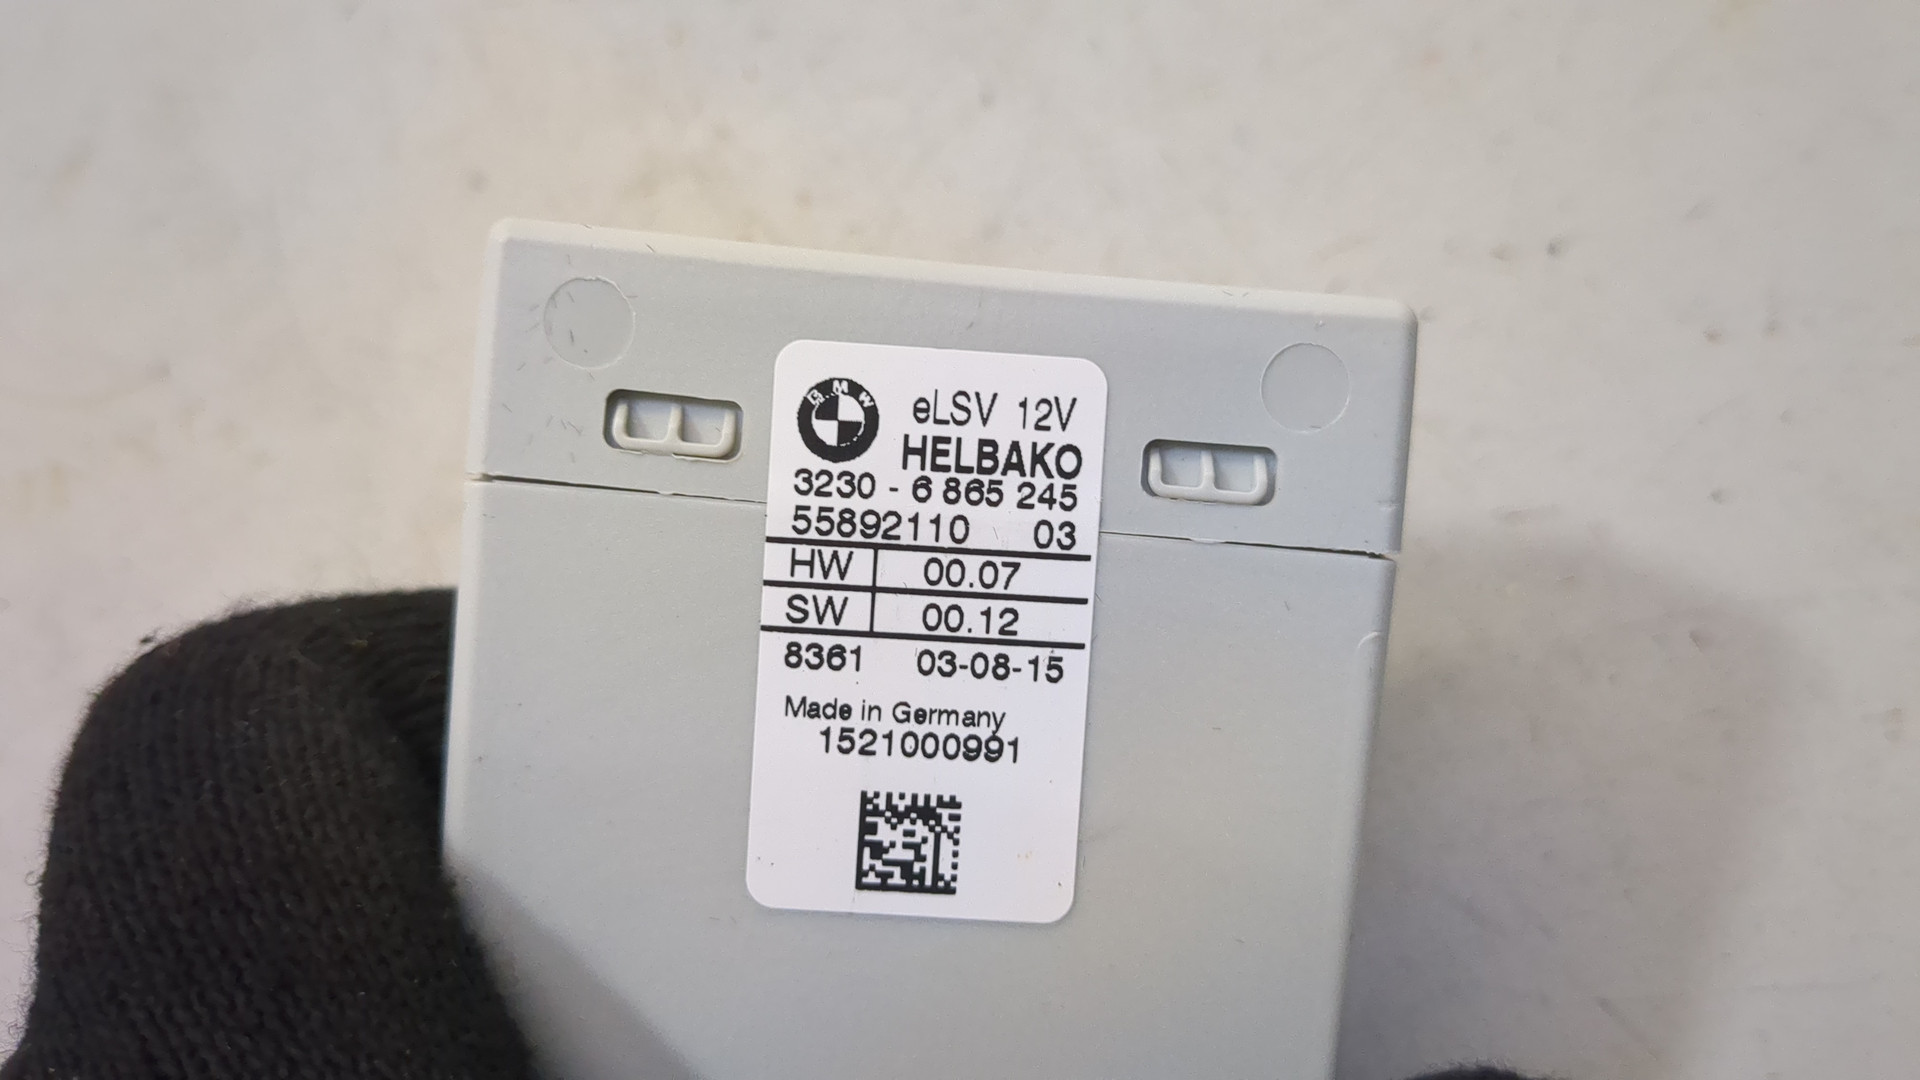 BMW
eLSV 12V
HELBAKO
3230 - 6 865 245
55892110 03
HW 00.07
SW 00.12
8361 03-08-15
Made in Germany
1521000991